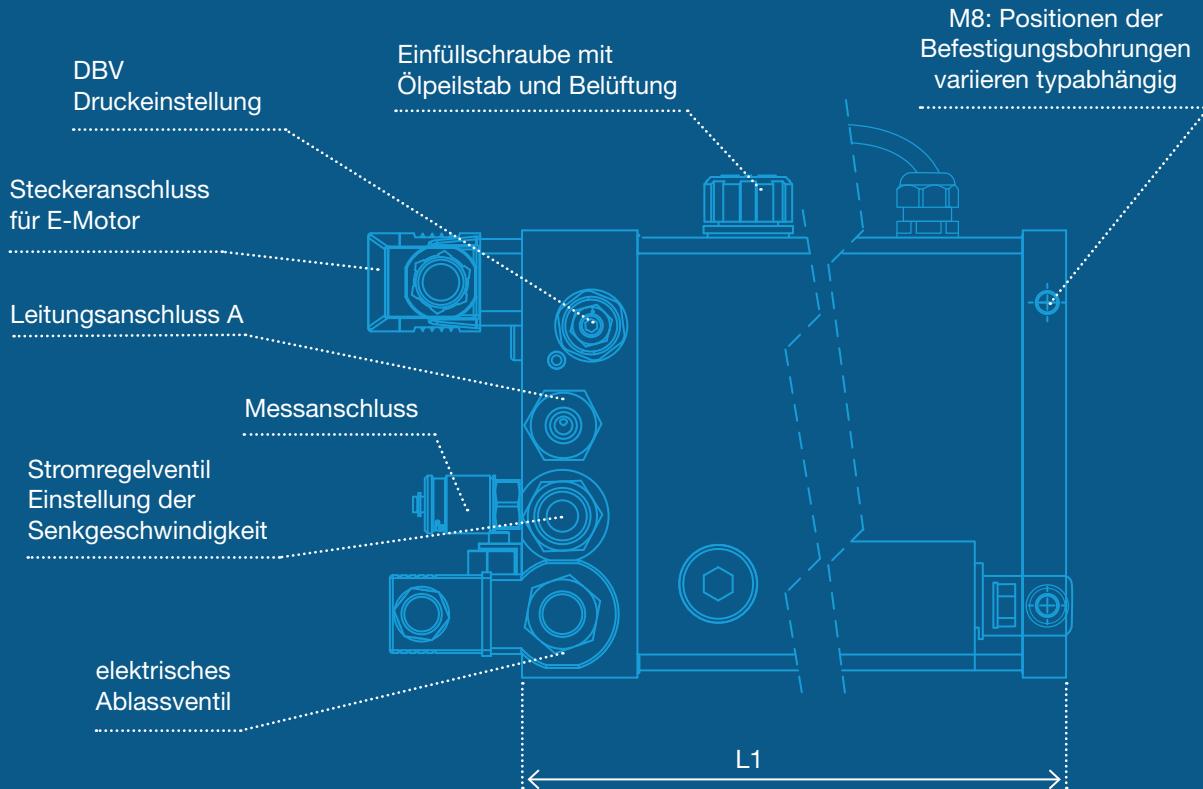 M8: Positionen der
Befestigungsbohrungen
variieren typabhängig
Einfüllschraube mit
Ölpeilstab und Belüftung
DBV
Druckeinstellung
Steckeranschluss
für E-Motor
Leitungsanschluss A
Messanschluss
Stromregelventil
Einstellung der
Senkgeschwindigkeit
elektrisches
Ablassventil
L1